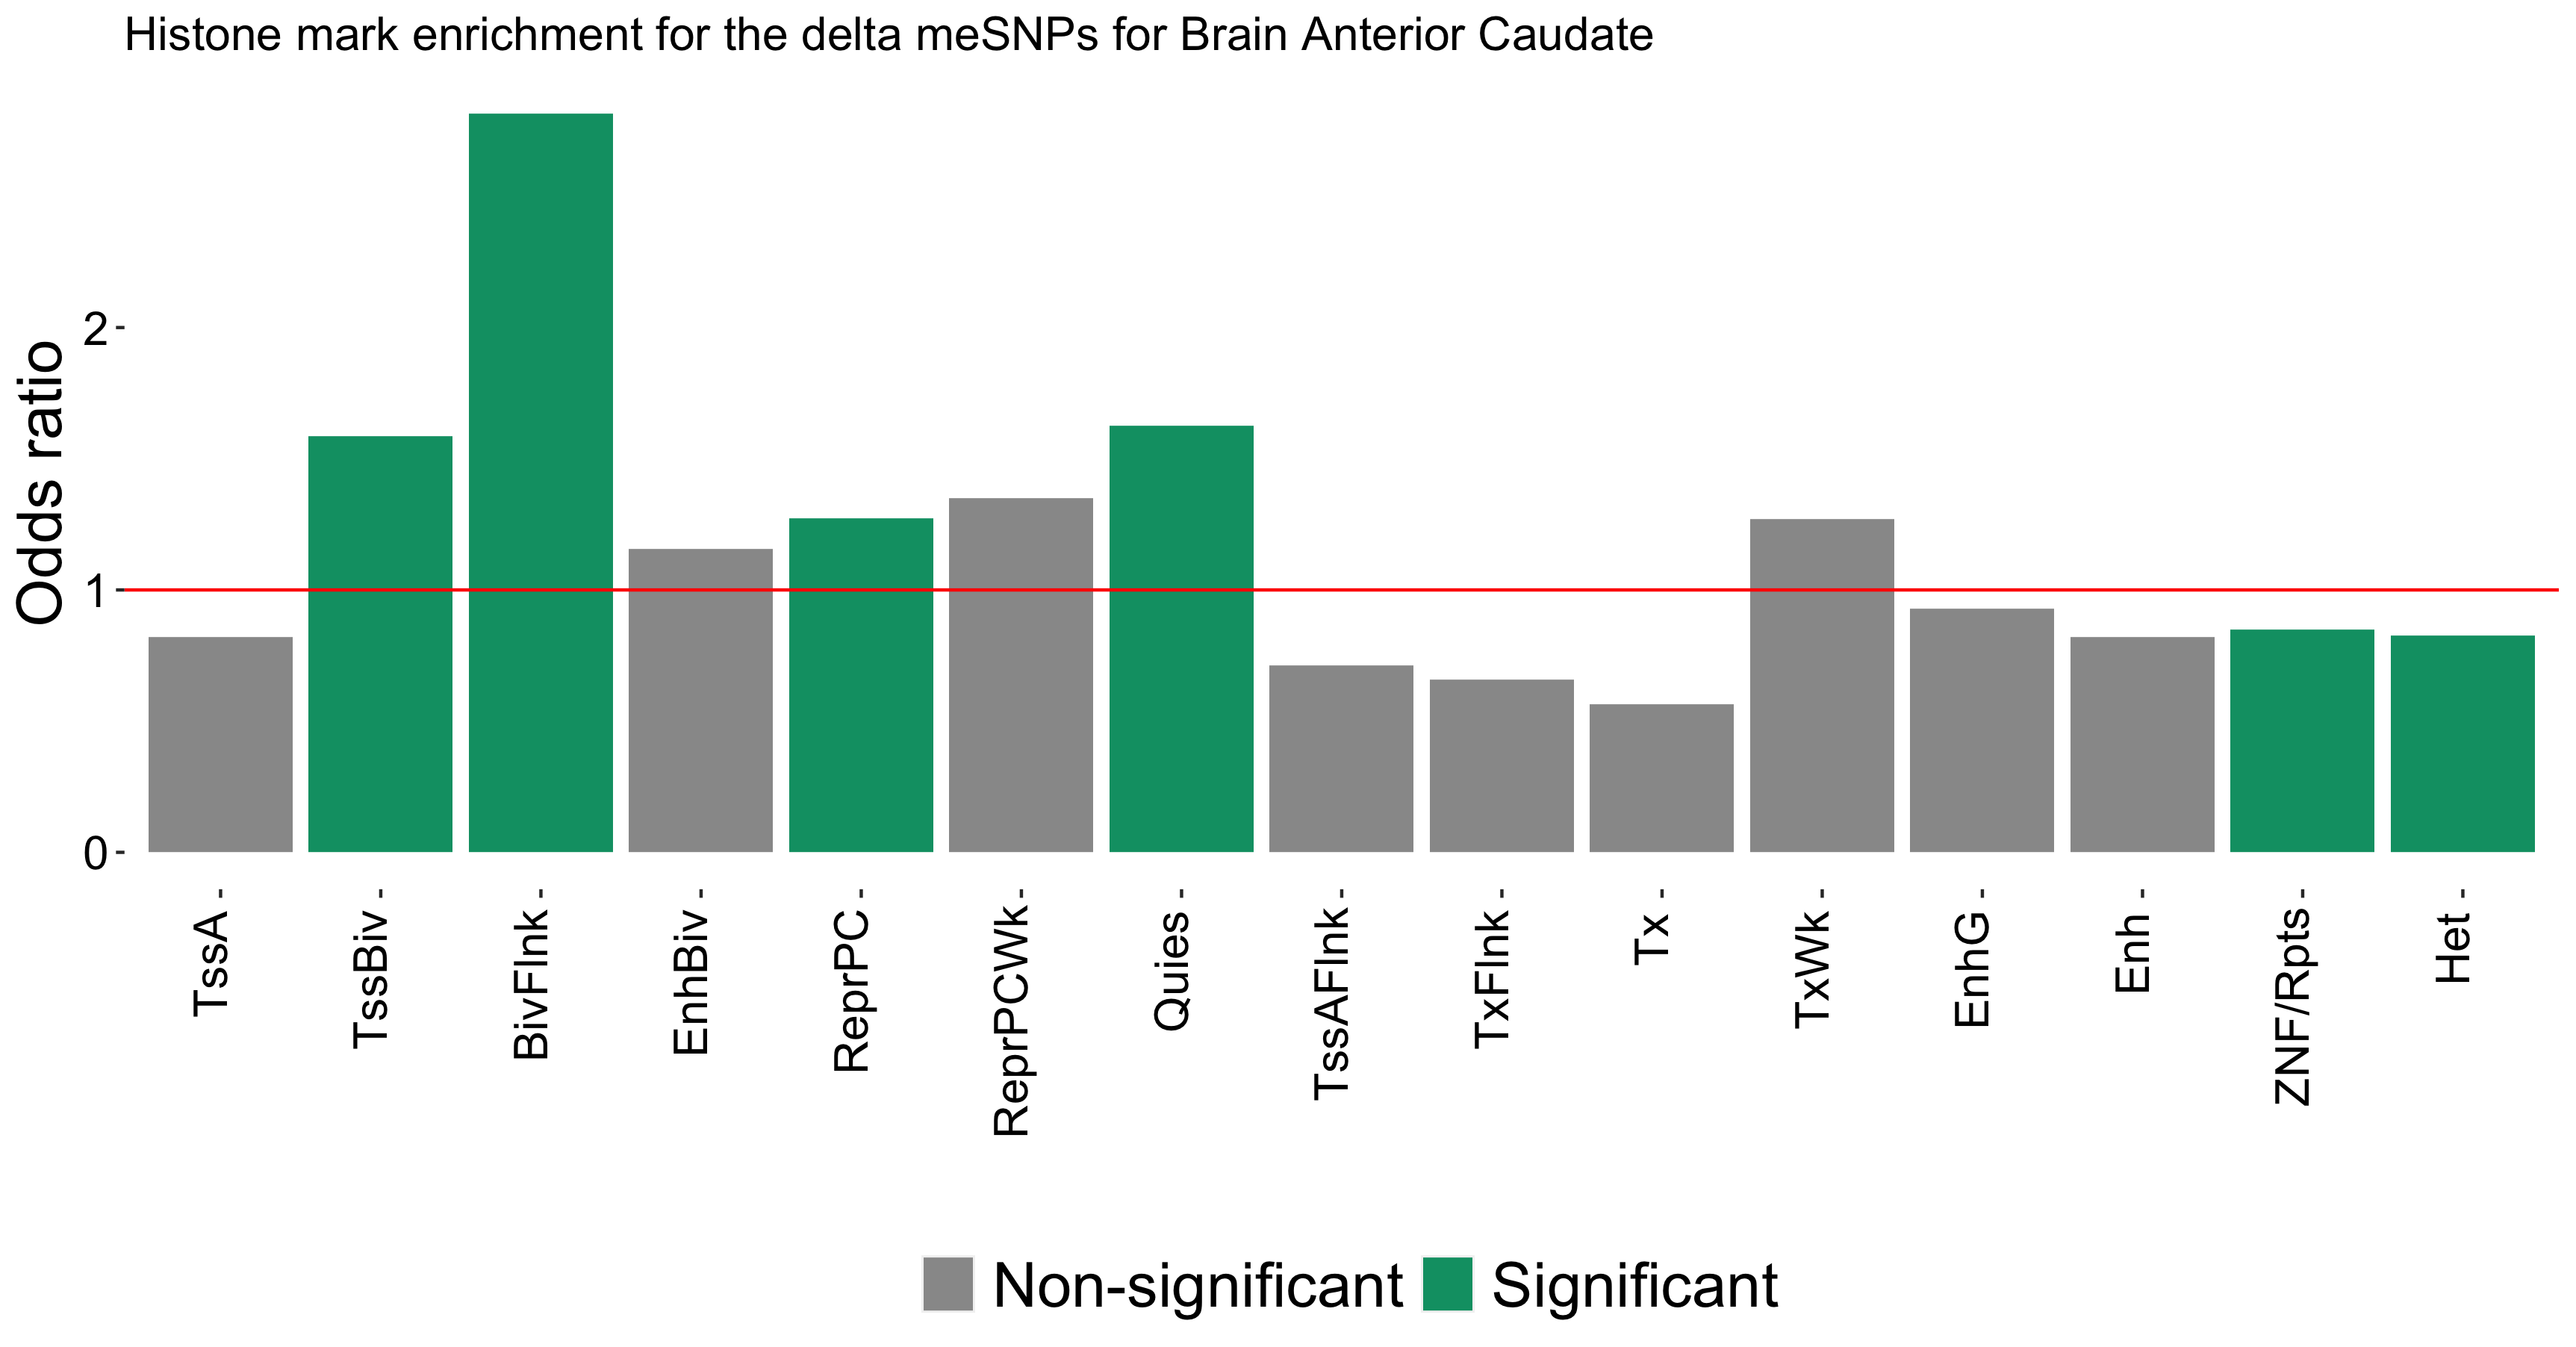 Histone mark enrichment for the delta meSNPs for Brain Anterior Caudate
Odds ratio
2
1
0
TssA
TssBiv
BivFlnk
EnhBiv
ReprPC
ReprPCWk
Quies
TssAFlnk
TxFlnk
Tx
TxWk
EnhG
Enh
ZNF/Rpts
Het
Non-significant
Significant